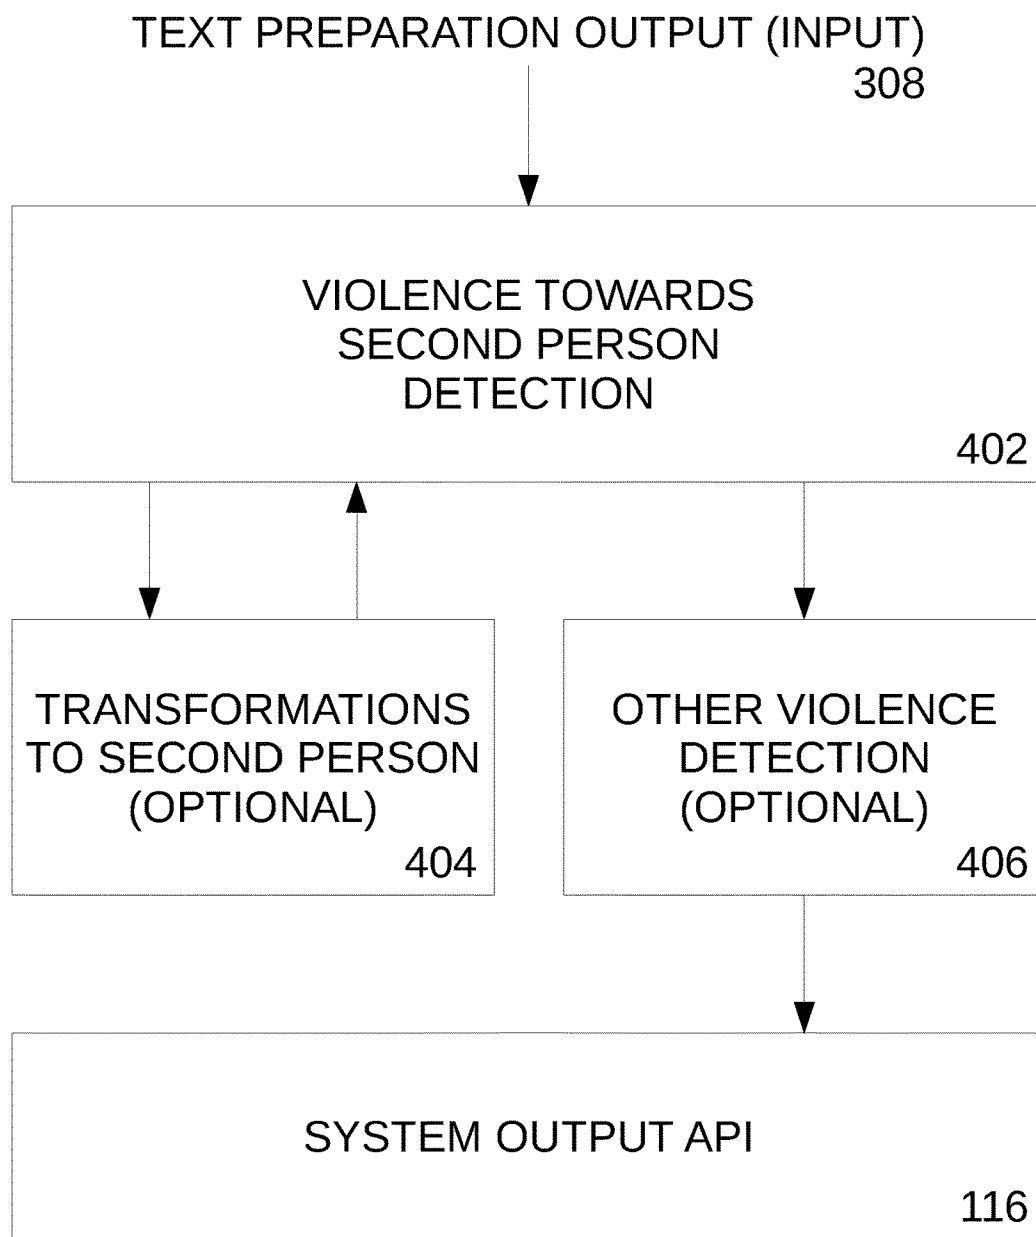 TEXT PREPARATION OUTPUT (INPUT)
308
VIOLENCE TOWARDS
SECOND PERSON
DETECTION
402
TRANSFORMATIONS
TO SECOND PERSON
(OPTIONAL)
404
OTHER VIOLENCE
DETECTION
(OPTIONAL)
406
SYSTEM OUTPUT API
116